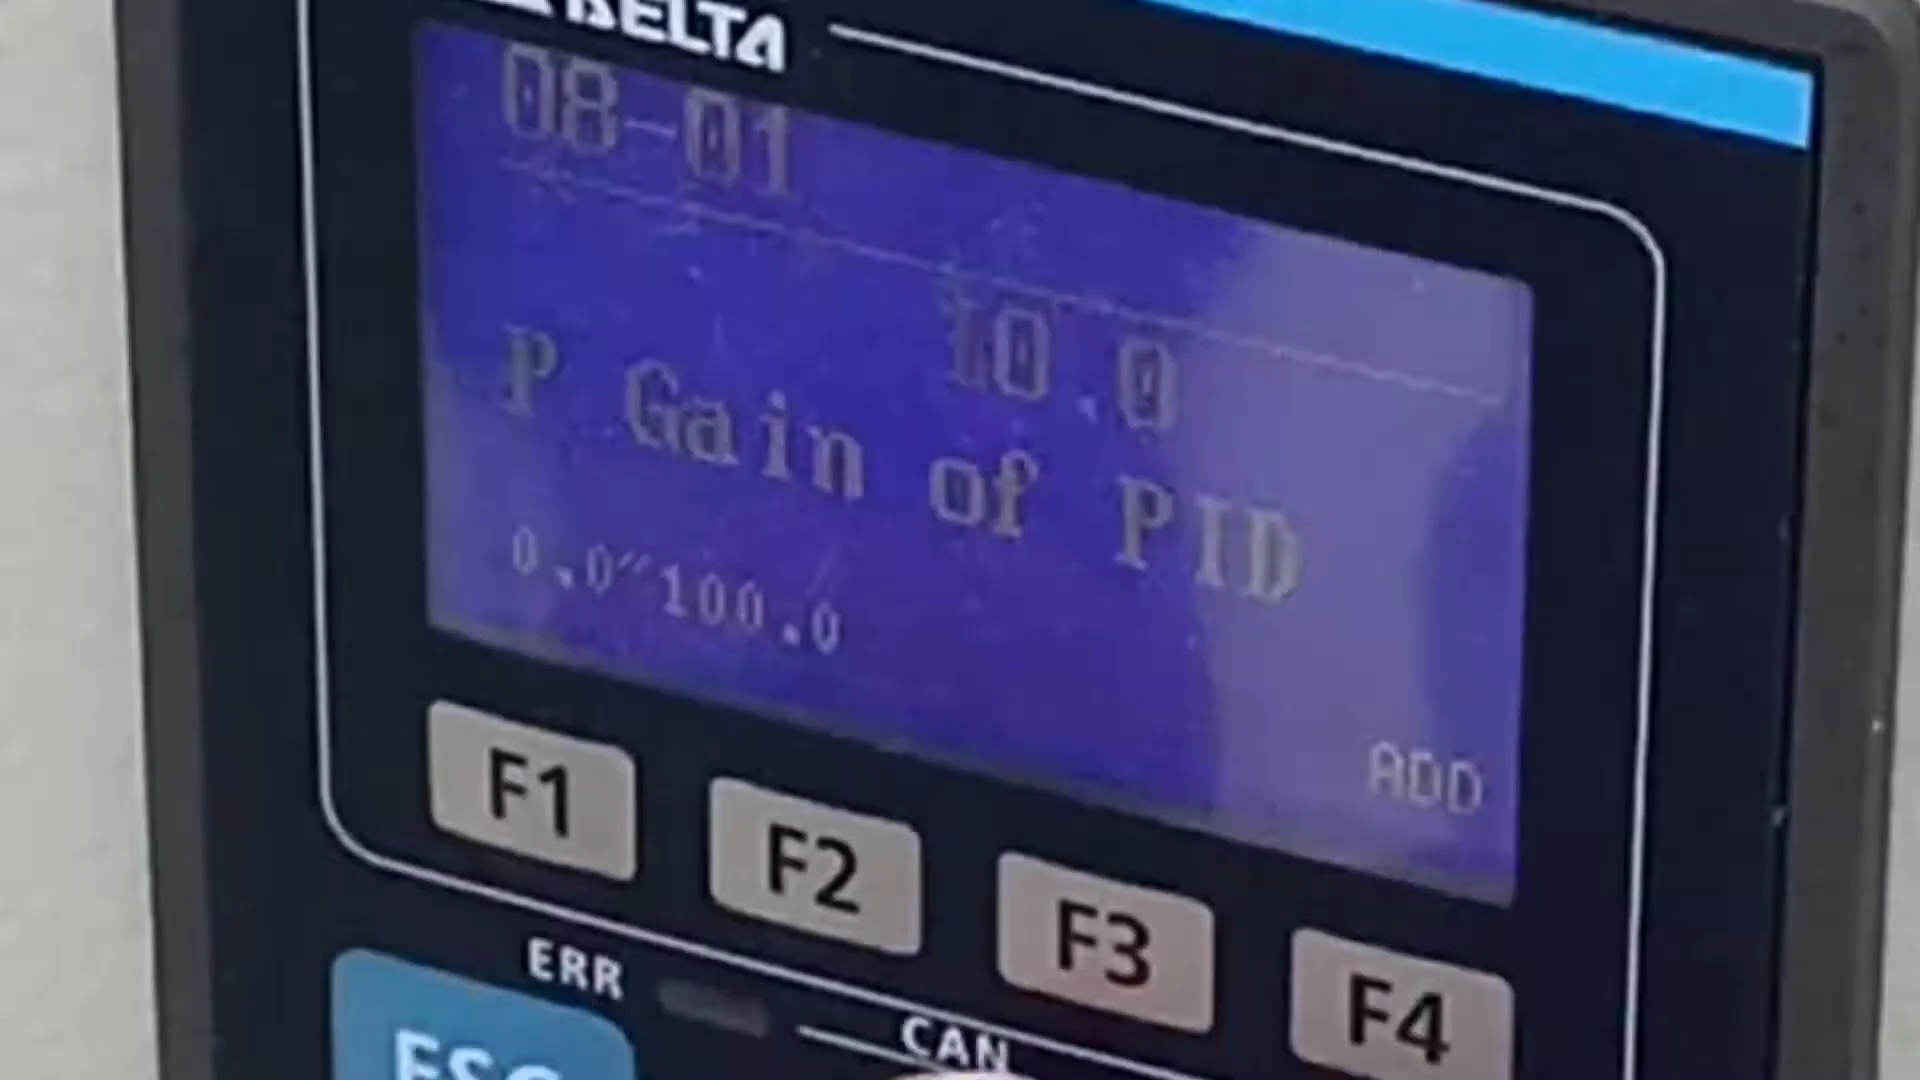 DELTA
08-01
10.0
P Gain of PID
0.0~100.0
ADD
F1
F2
F3
F4
ERR
CAN
ESC